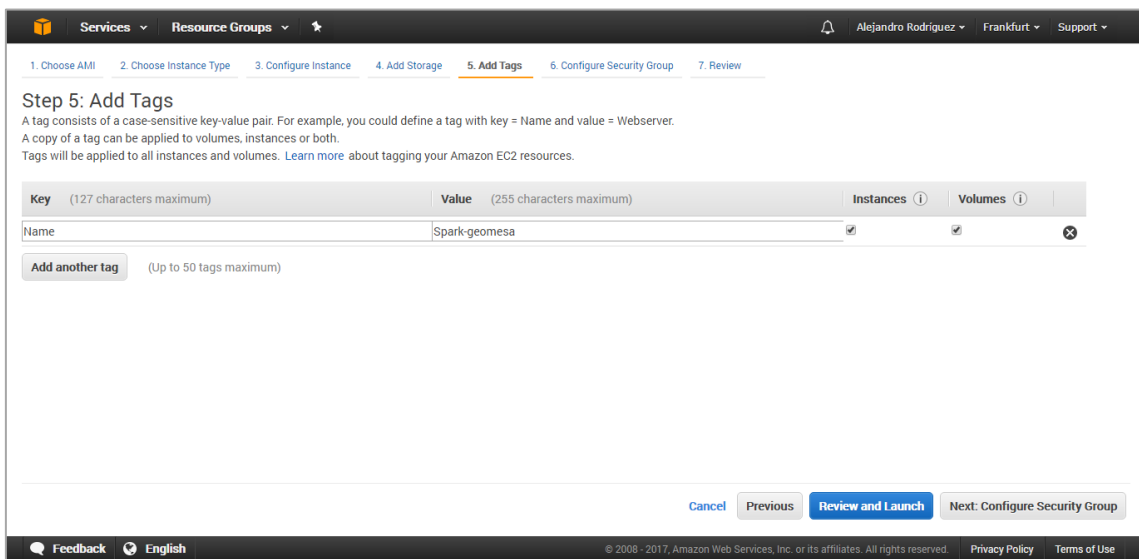 Services Resource Groups Alejandro Rodriguez Frankfurt Support
1. Choose AMI 2. Choose Instance Type 3. Configure Instance 4. Add Storage 5. Add Tags 6. Configure Security Group 7. Review
Step 5: Add Tags
A tag consists of a case-sensitive key-value pair. For example, you could define a tag with key = Name and value = Webserver.
A copy of a tag can be applied to volumes, instances or both.
Tags will be applied to all instances and volumes. Learn more about tagging your Amazon EC2 resources.
Key (127 characters maximum) Value (255 characters maximum) Instances i Volumes i
Name Spark-geomesa
Add another tag (Up to 50 tags maximum)
Cancel Previous Review and Launch Next: Configure Security Group
Feedback English © 2008 - 2017, Amazon Web Services, Inc. or its affiliates. All rights reserved. Privacy Policy Terms of Use